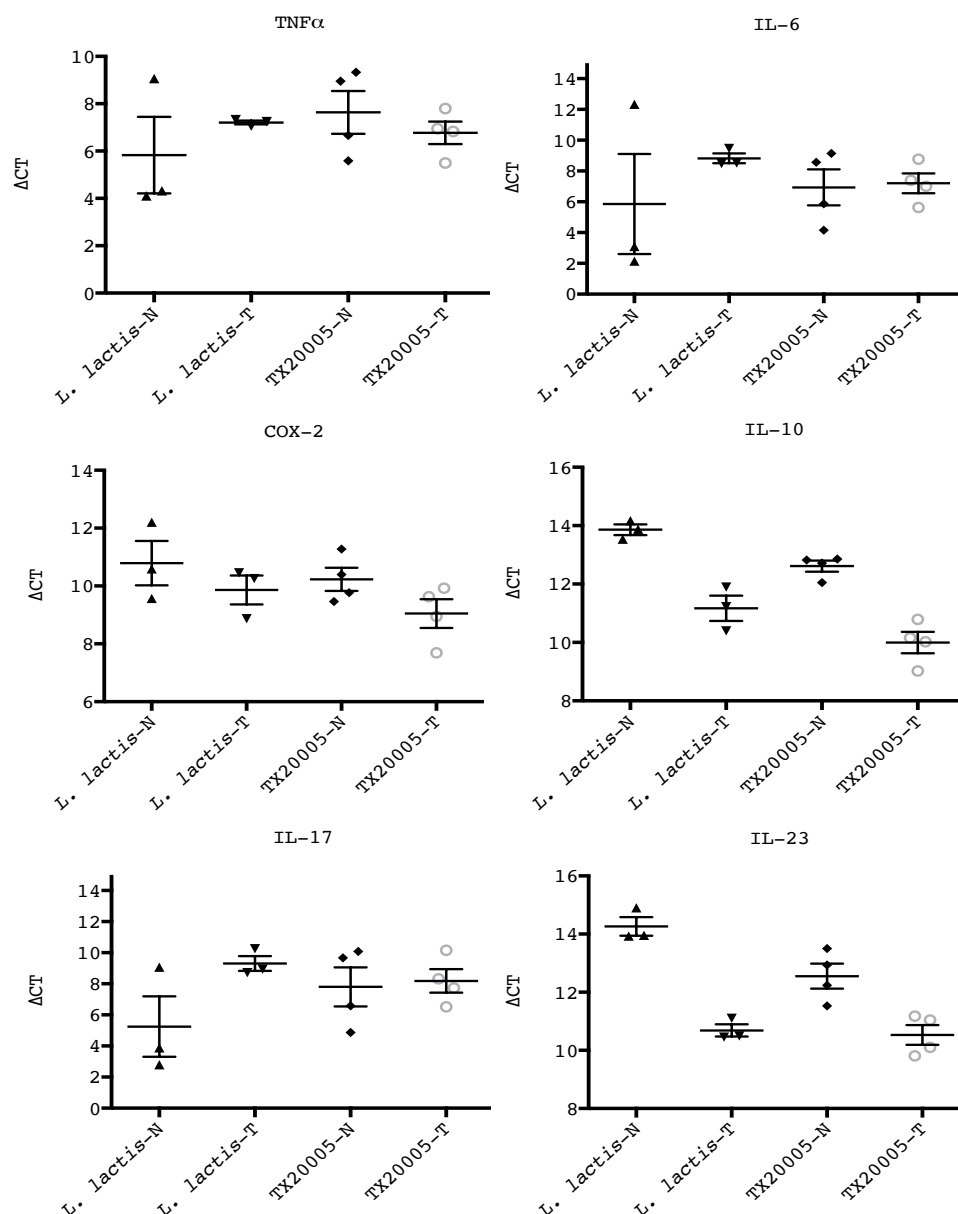 TNFα
10
8
6
4
2
0
ΔCT
L. lactis-N
L. lactis-T
TX20005-N
TX20005-T
IL-6
14
12
10
8
6
4
2
0
ΔCT
L. lactis-N
L. lactis-T
TX20005-N
TX20005-T
COX-2
14
12
10
8
6
ΔCT
L. lactis-N
L. lactis-T
TX20005-N
TX20005-T
IL-10
16
14
12
10
8
ΔCT
L. lactis-N
L. lactis-T
TX20005-N
TX20005-T
IL-17
14
12
10
8
6
4
2
0
ΔCT
L. lactis-N
L. lactis-T
TX20005-N
TX20005-T
IL-23
16
14
12
10
8
ΔCT
L. lactis-N
L. lactis-T
TX20005-N
TX20005-T